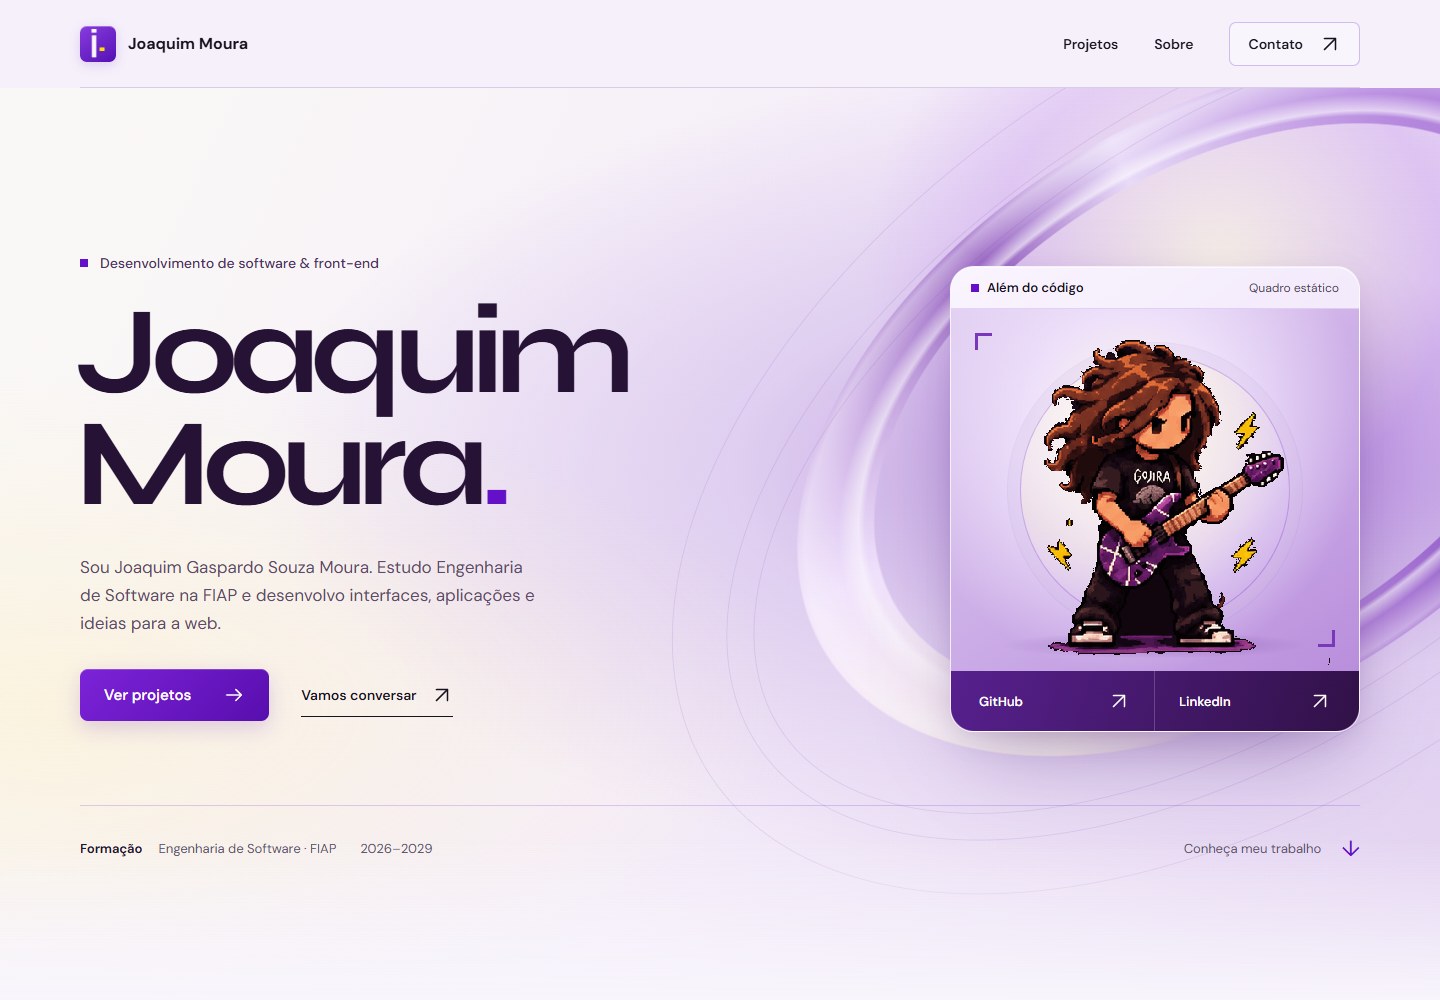 Joaquim Moura
Projetos
Sobre
Contato
Desenvolvimento de software & front-end
Joaquim
Moura.
Sou Joaquim Gaspardo Souza Moura. Estudo Engenharia
de Software na FIAP e desenvolvo interfaces, aplicações e
ideias para a web.
Ver projetos
Vamos conversar
Além do código
Quadro estático
GOJIRA
GitHub
LinkedIn
Formação
Engenharia de Software · FIAP
2026–2029
Conheça meu trabalho